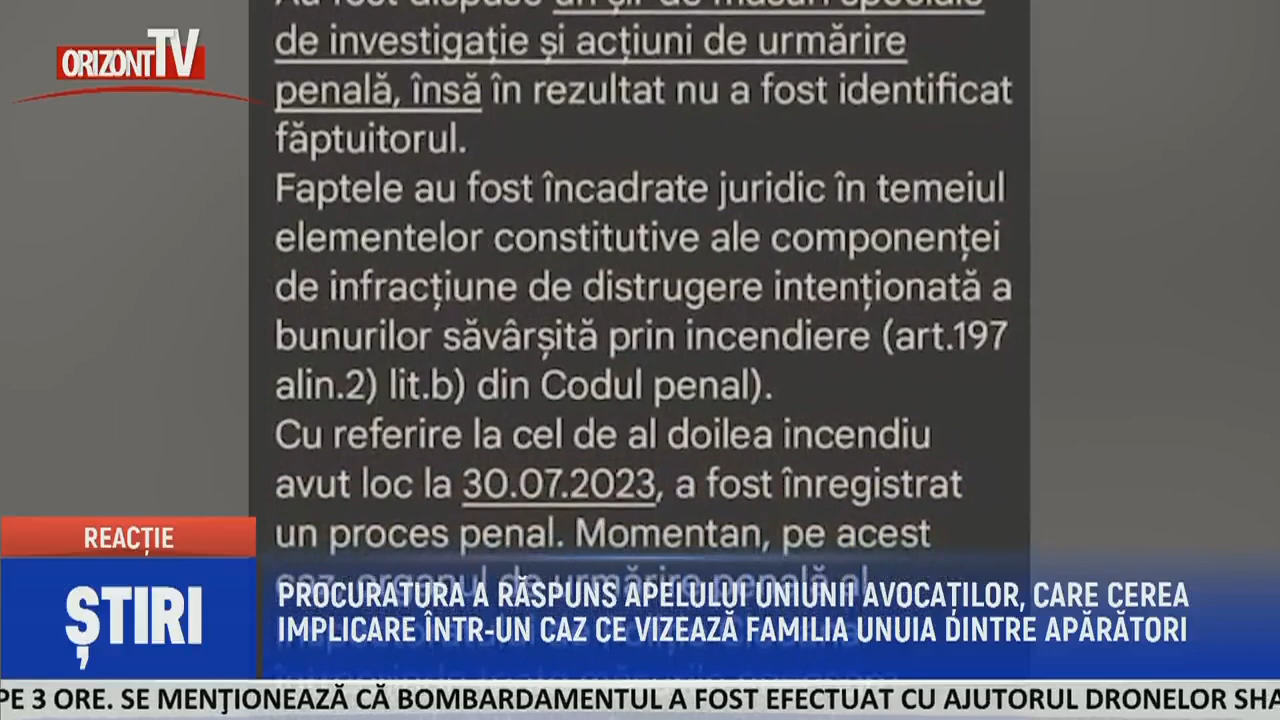 ORIZONT TV
de investigație și acțiuni de urmărire
penală, însă în rezultat nu a fost identificat
făptuitorul.
Faptele au fost încadrate juridic în temeiul
elementelor constitutive ale componenței
de infracțiune de distrugere intenționată a
bunurilor săvârșită prin incendiere (art.197
alin.2) lit.b) din Codul penal).
Cu referire la cel de al doilea incendiu
avut loc la 30.07.2023, a fost înregistrat
un proces penal. Momentan, pe acest
REACȚIE
ȘTIRI
PROCURATURA A RĂSPUNS APELULUI UNIUNII AVOCAȚILOR, CARE CEREA
IMPLICARE ÎNTR-UN CAZ CE VIZEAZĂ FAMILIA UNUIA DINTRE APĂRĂTORI
PE 3 ORE. SE MENȚIONEAZĂ CĂ BOMBARDAMENTUL A FOST EFECTUAT CU AJUTORUL DRONELOR SHA